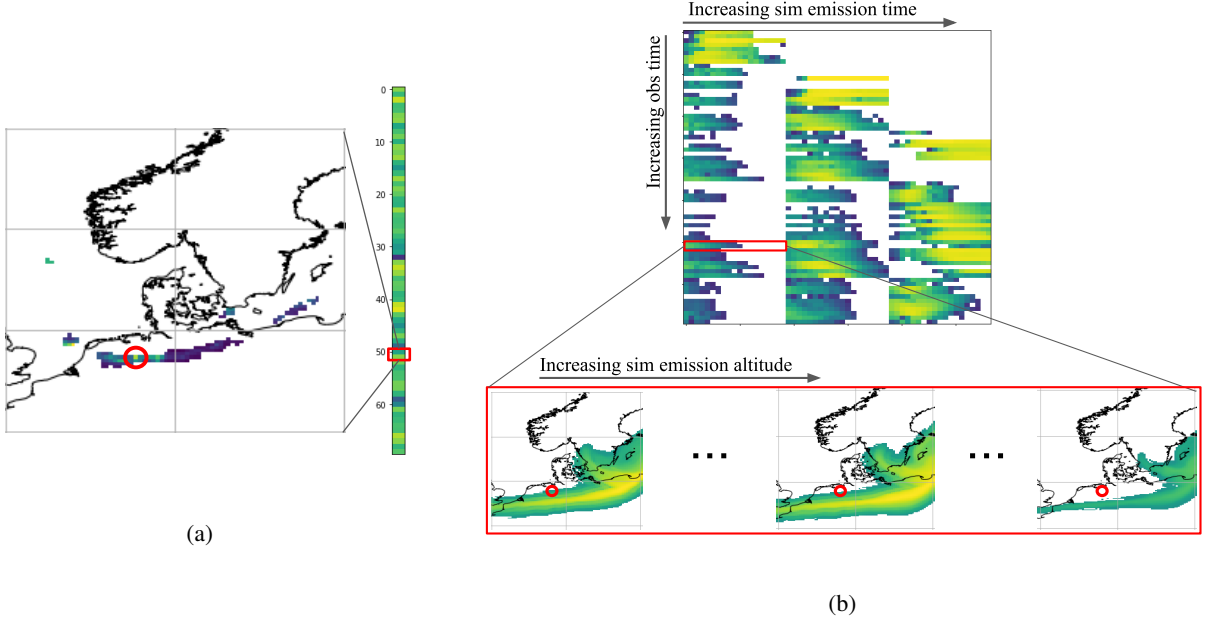 0
10
20
30
40
50
60
(a)
Increasing sim emission time
Increasing obs time
Increasing sim emission altitude
...
...
(b)